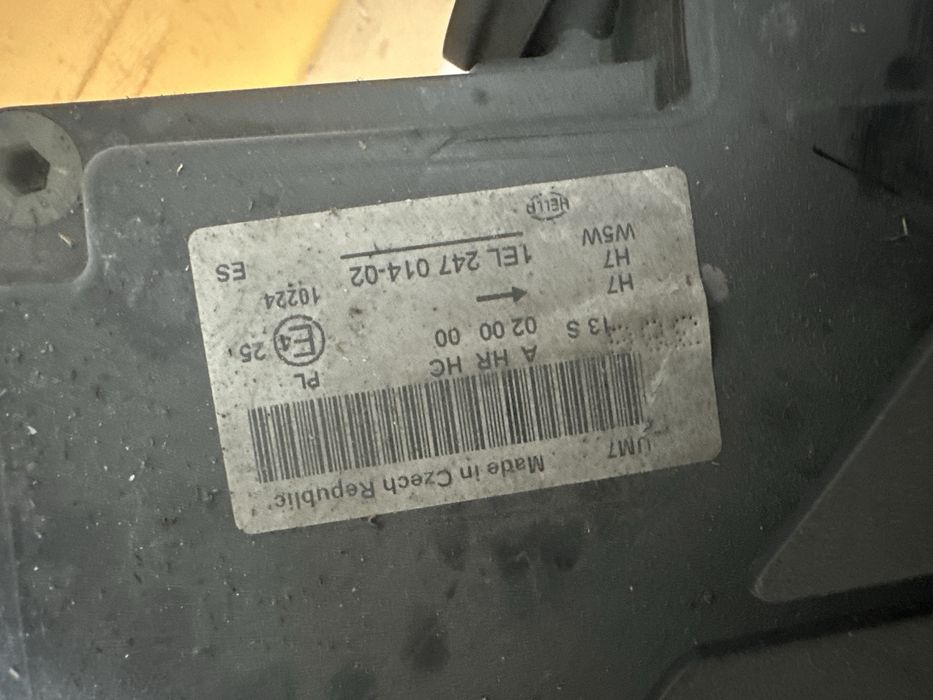 UM7 Made in Czech Republic
A HR HC PL
13 S 02 00 00 E4 25
H7 10224
H7 1EL 247 014-02 ES
W5W
HELLA